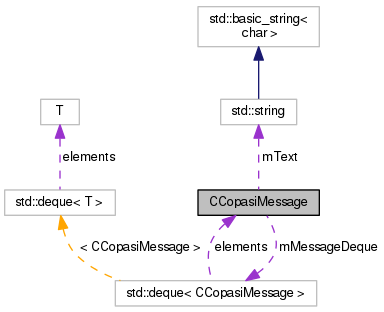 std::basic_string<
char >
T
std::string
elements
mText
std::deque< T >
CCopasiMessage
< CCopasiMessage >
elements
mMessageDeque
std::deque< CCopasiMessage >